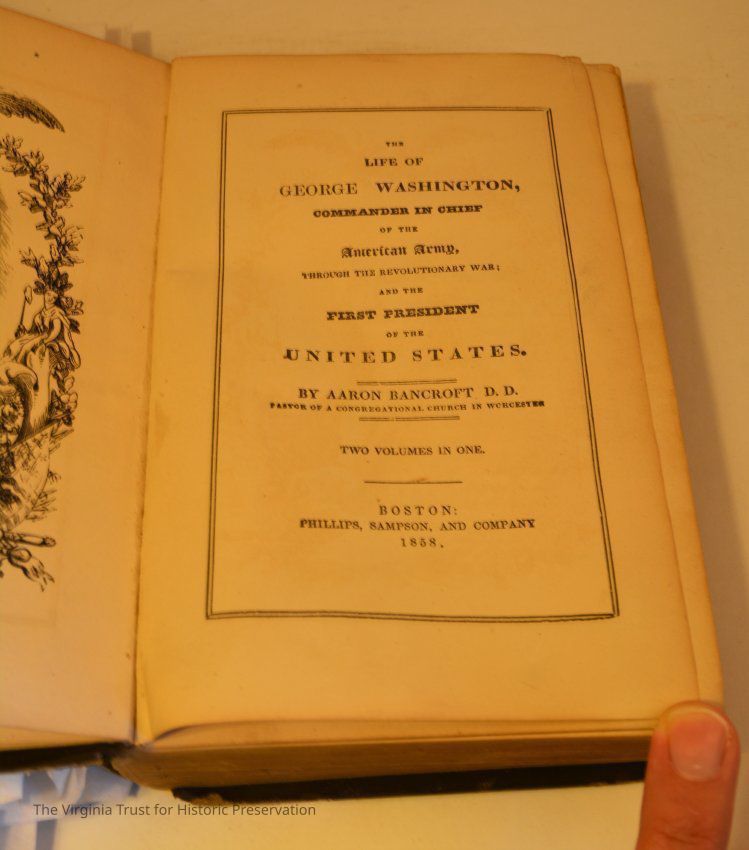 THE
LIFE OF
GEORGE WASHINGTON,
COMMANDER IN CHIEF
OF THE
American Army,
THROUGH THE REVOLUTIONARY WAR;
AND THE
FIRST PRESIDENT
OF THE
UNITED STATES.
BY AARON BANCROFT D. D.
PASTOR OF A CONGREGATIONAL CHURCH IN WORCESTER
TWO VOLUMES IN ONE.
BOSTON:
PHILLIPS, SAMPSON, AND COMPANY
1858.
The Virginia Trust for Historic Preservation